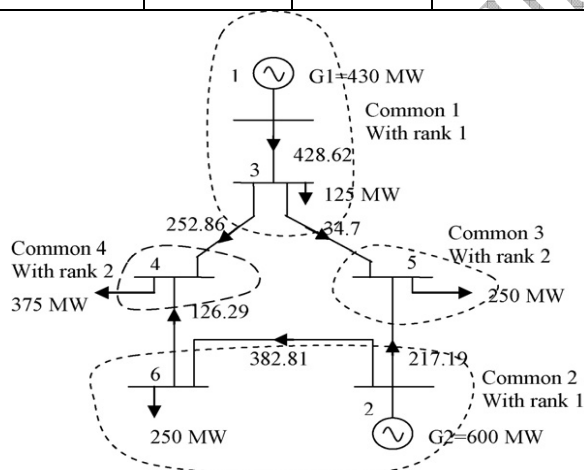 1
G1=430 MW
Common 1
With rank 1
428.62
3
125 MW
252.86
34.7
Common 3
With rank 2
Common 4
With rank 2
4
5
375 MW
250 MW
126.29
382.81
217.19
6
Common 2
With rank 1
2
250 MW
G2=600 MW